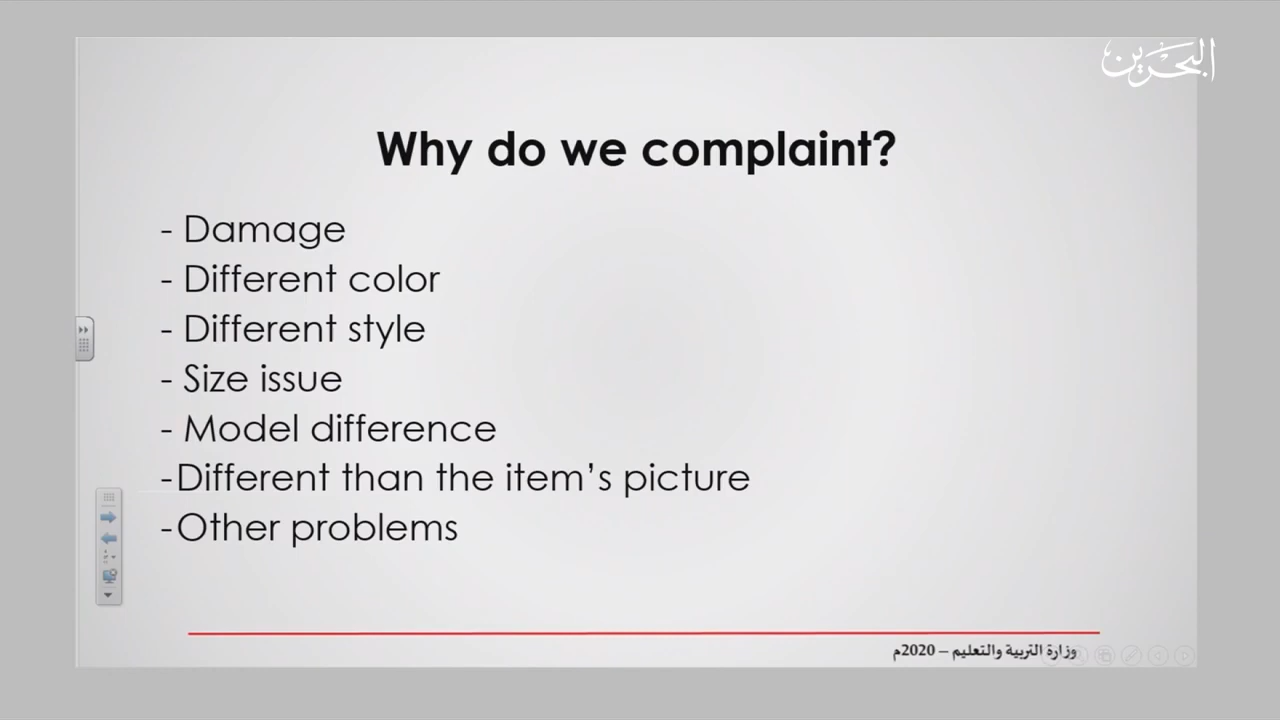 البحرين
Why do we complaint?
- Damage
- Different color
- Different style
- Size issue
- Model difference
-Different than the item’s picture
-Other problems
وزارة التربية والتعليم – 2020م